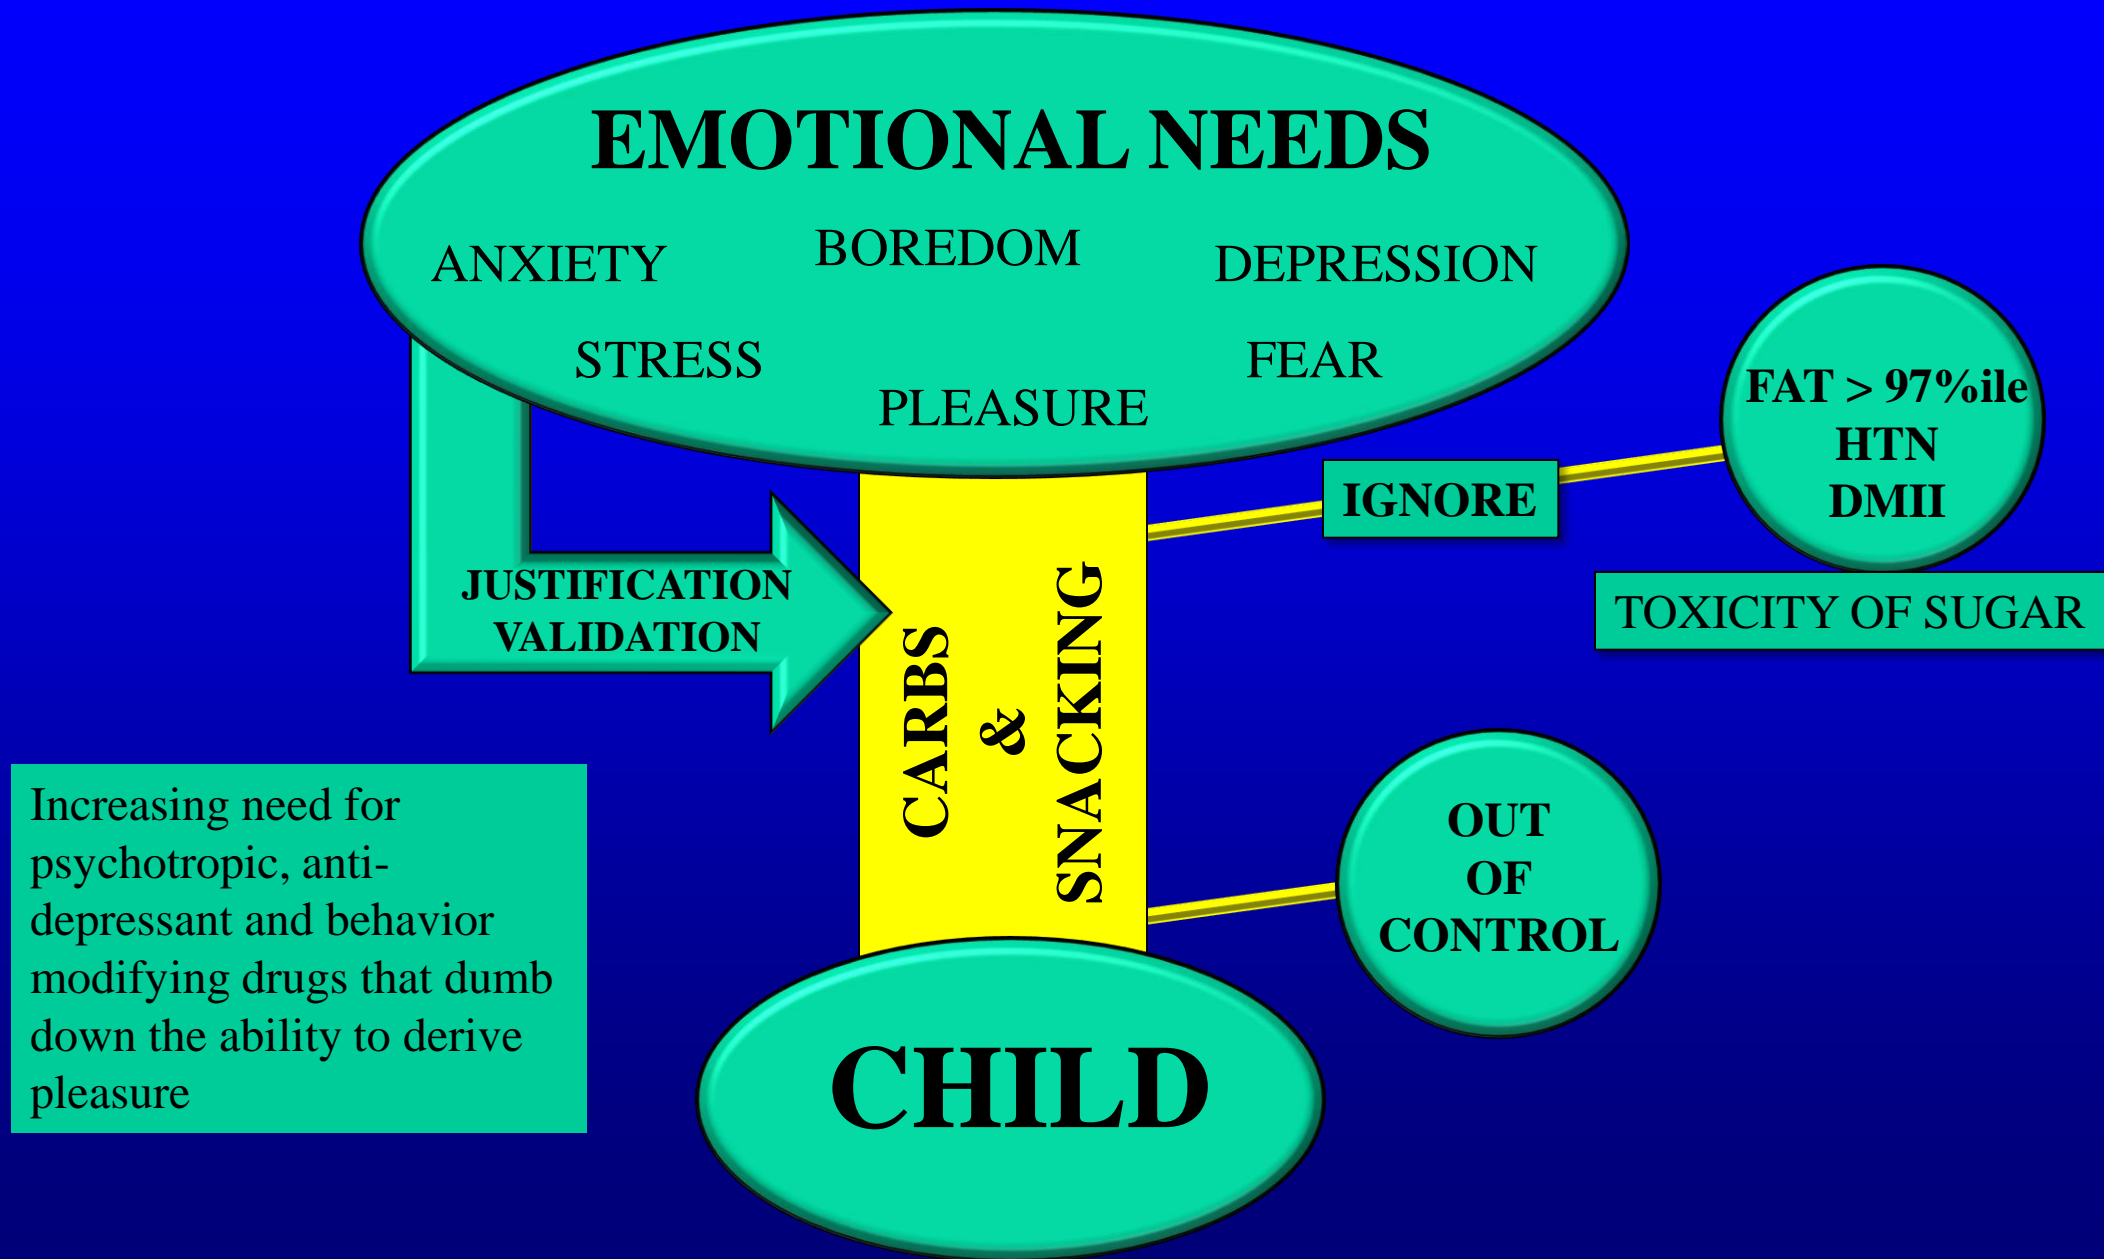 EMOTIONAL NEEDS
ANXIETY
BOREDOM
DEPRESSION
STRESS
PLEASURE
FEAR
FAT > 97%ile
HTN
DMII
IGNORE
TOXICITY OF SUGAR
JUSTIFICATION
VALIDATION
CARBS
&
SNACKING
Increasing need for
psychotropic, anti-
depressant and behavior
modifying drugs that dumb
down the ability to derive
pleasure
OUT
OF
CONTROL
CHILD